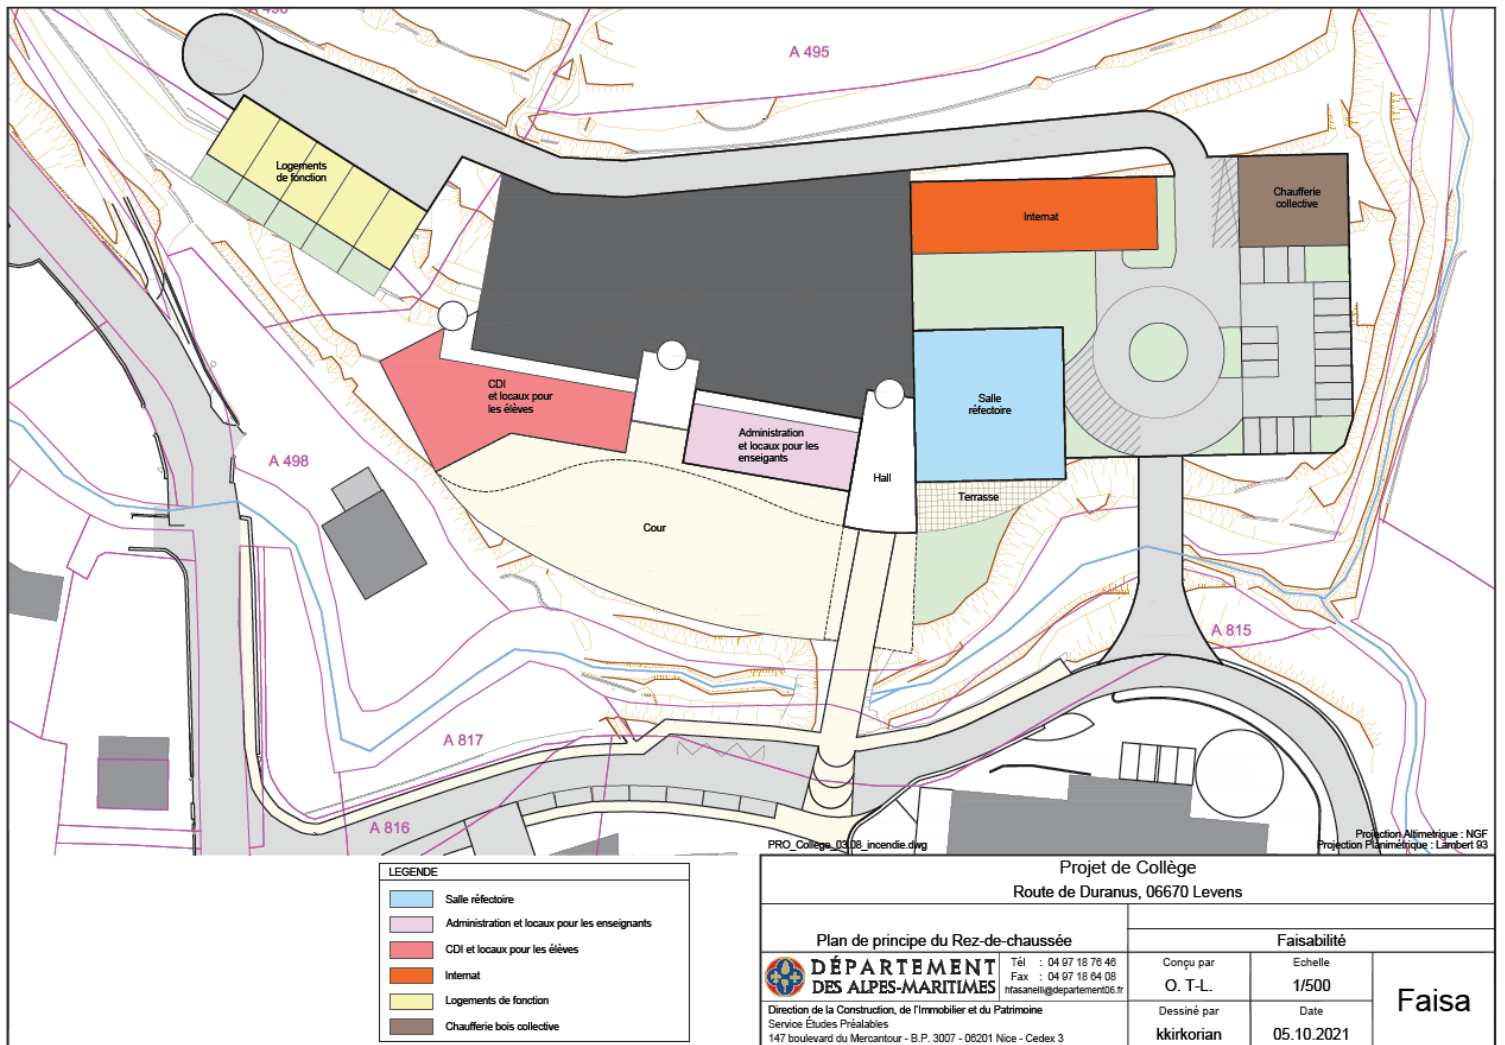 A 495
Logements
de fonction
Internat
Chaufferie
collective
CDI
et locaux pour
les élèves
Administration
et locaux pour les
enseigants
Salle
réfectoire
Hall
Terrasse
Cour
A 498
A 815
A 817
A 816
PRO_College_03_08_incendie.dwg
Projection Altimetrique : NGF
Projection Planimétrique : Lambert 93
LEGENDE
Salle réfectoire
Administration et locaux pour les enseignants
CDI et locaux pour les élèves
Internat
Logements de fonction
Chaufferie bois collective
Projet de Collège
Route de Duranus, 06670 Levens
Plan de principe du Rez-de-chaussée
Faisabilité
DÉPARTEMENT
DES ALPES-MARITIMES
Tél : 04 97 18 76 46
Fax : 04 97 18 64 08
hfasanelli@departement06.fr
Direction de la Construction, de l'Immobilier et du Patrimoine
Service Études Préalables
147 boulevard du Mercantour - B.P. 3007 - 06201 Nice - Cedex 3
Conçu par
O. T-L.
Echelle
1/500
Dessiné par
kkirkorian
Date
05.10.2021
Faisa